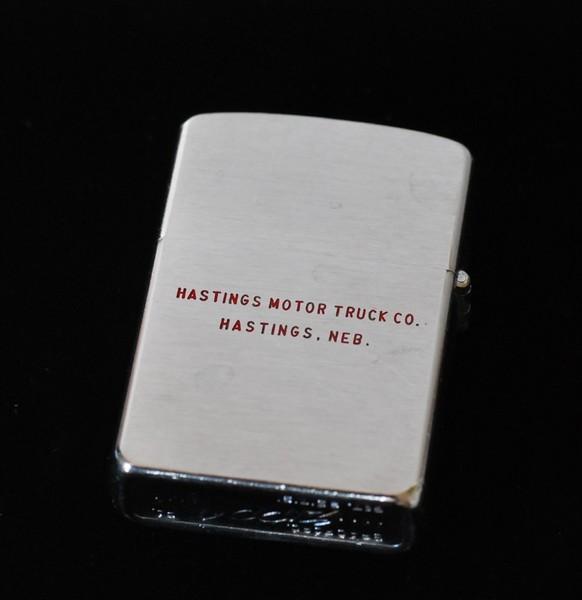 HASTINGS MOTOR TRUCK CO.
HASTINGS, NEB.